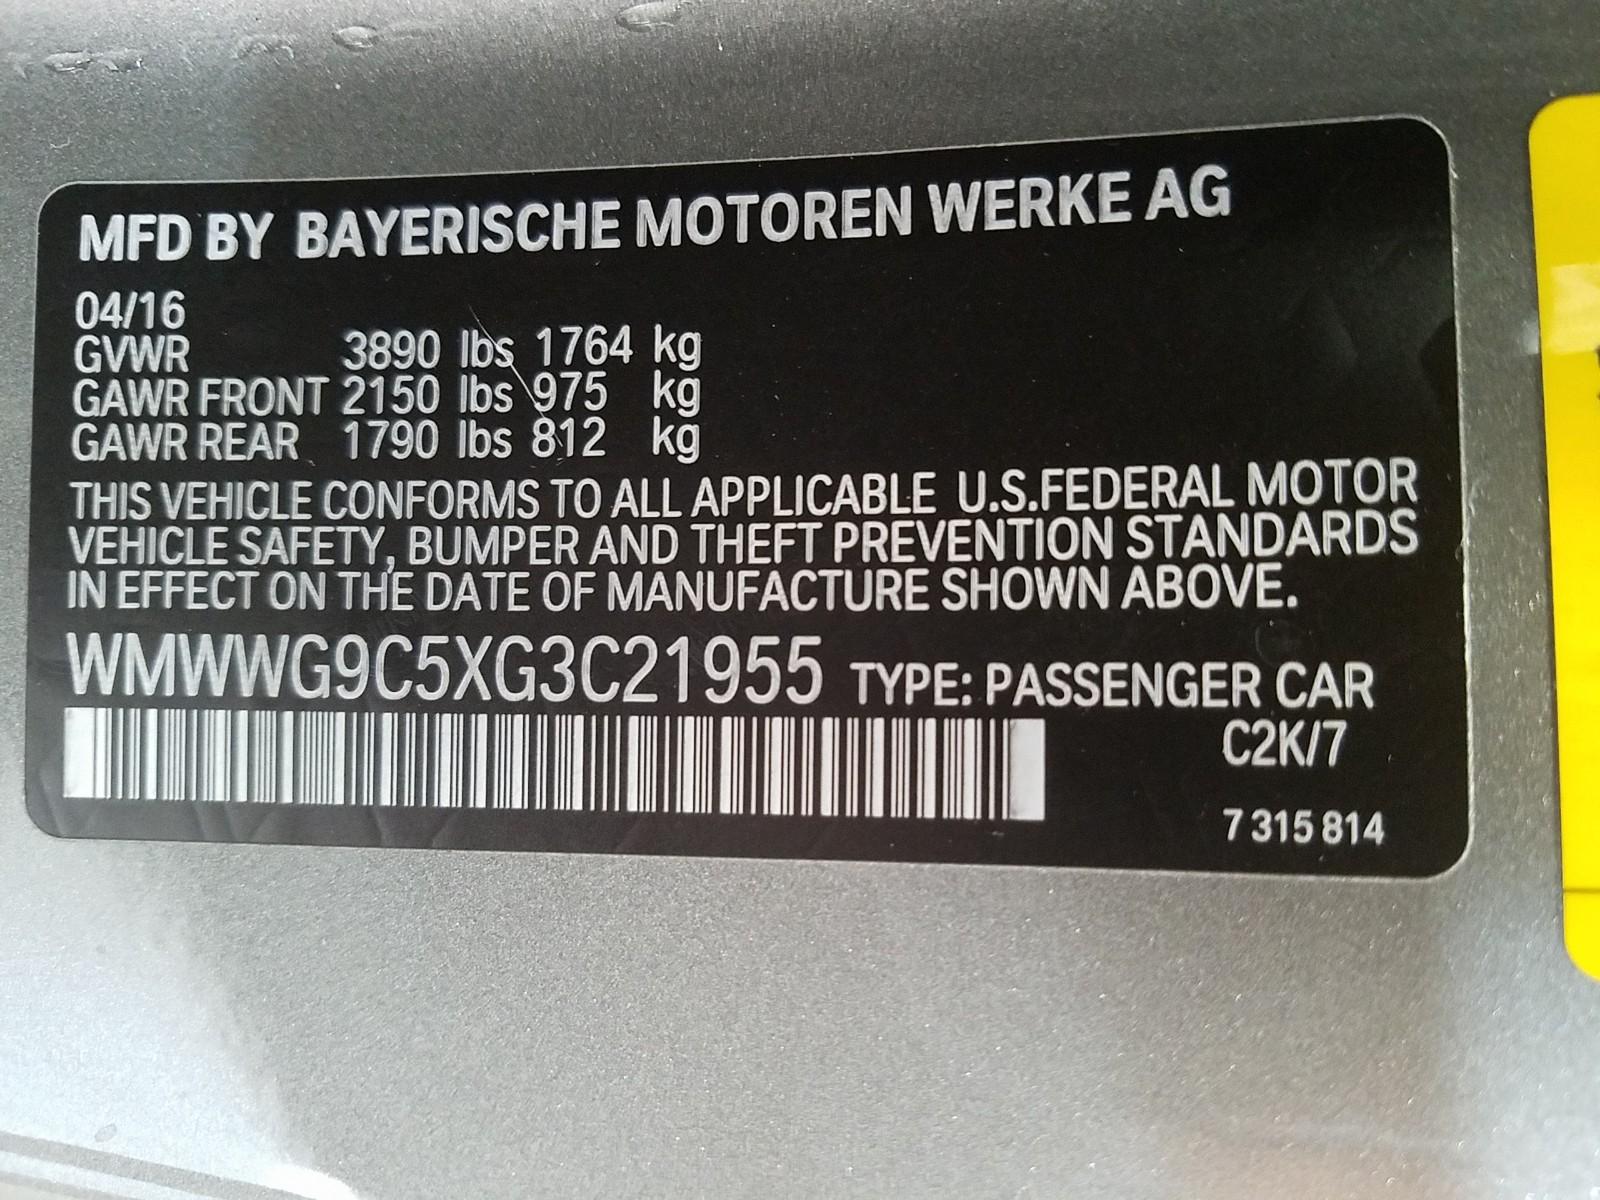 MFD BY BAYERISCHE MOTOREN WERKE AG
04/16
GVWR 3890 lbs 1764 kg
GAWR FRONT 2150 lbs 975 kg
GAWR REAR 1790 lbs 812 kg
THIS VEHICLE CONFORMS TO ALL APPLICABLE U.S.FEDERAL MOTOR
VEHICLE SAFETY, BUMPER AND THEFT PREVENTION STANDARDS
IN EFFECT ON THE DATE OF MANUFACTURE SHOWN ABOVE.
WMWWG9C5XG3C21955 TYPE: PASSENGER CAR
C2K/7
7 315 814